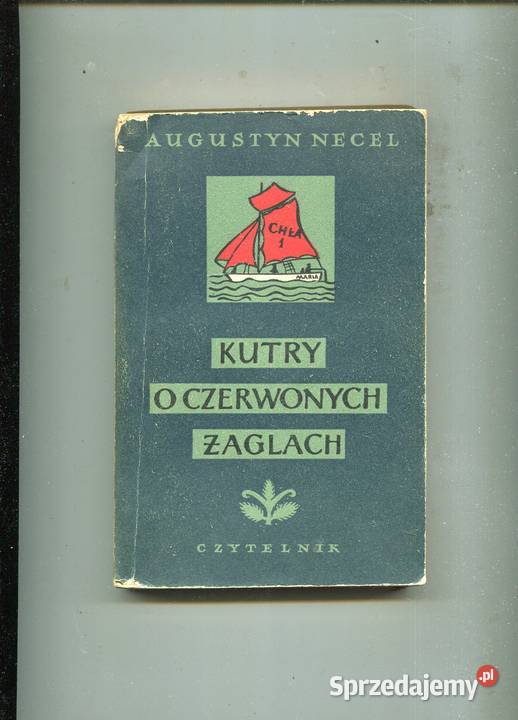 AUGUSTYN NECEL
CHŁA
1
MARIA
KUTRY
O CZERWONYCH
ŻAGLACH
CZYTELNIK
Sprzedajemy.pl